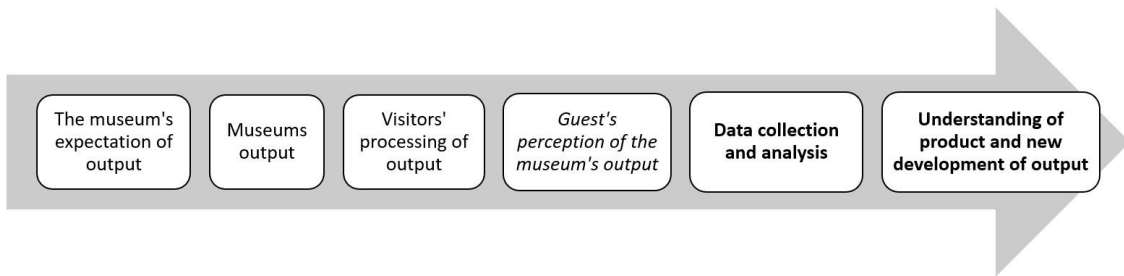 The museum's
expectation of
output
Museums
output
Visitors'
processing of
output
Guest's
perception of the
museum's output
Data collection
and analysis
Understanding of
product and new
development of output